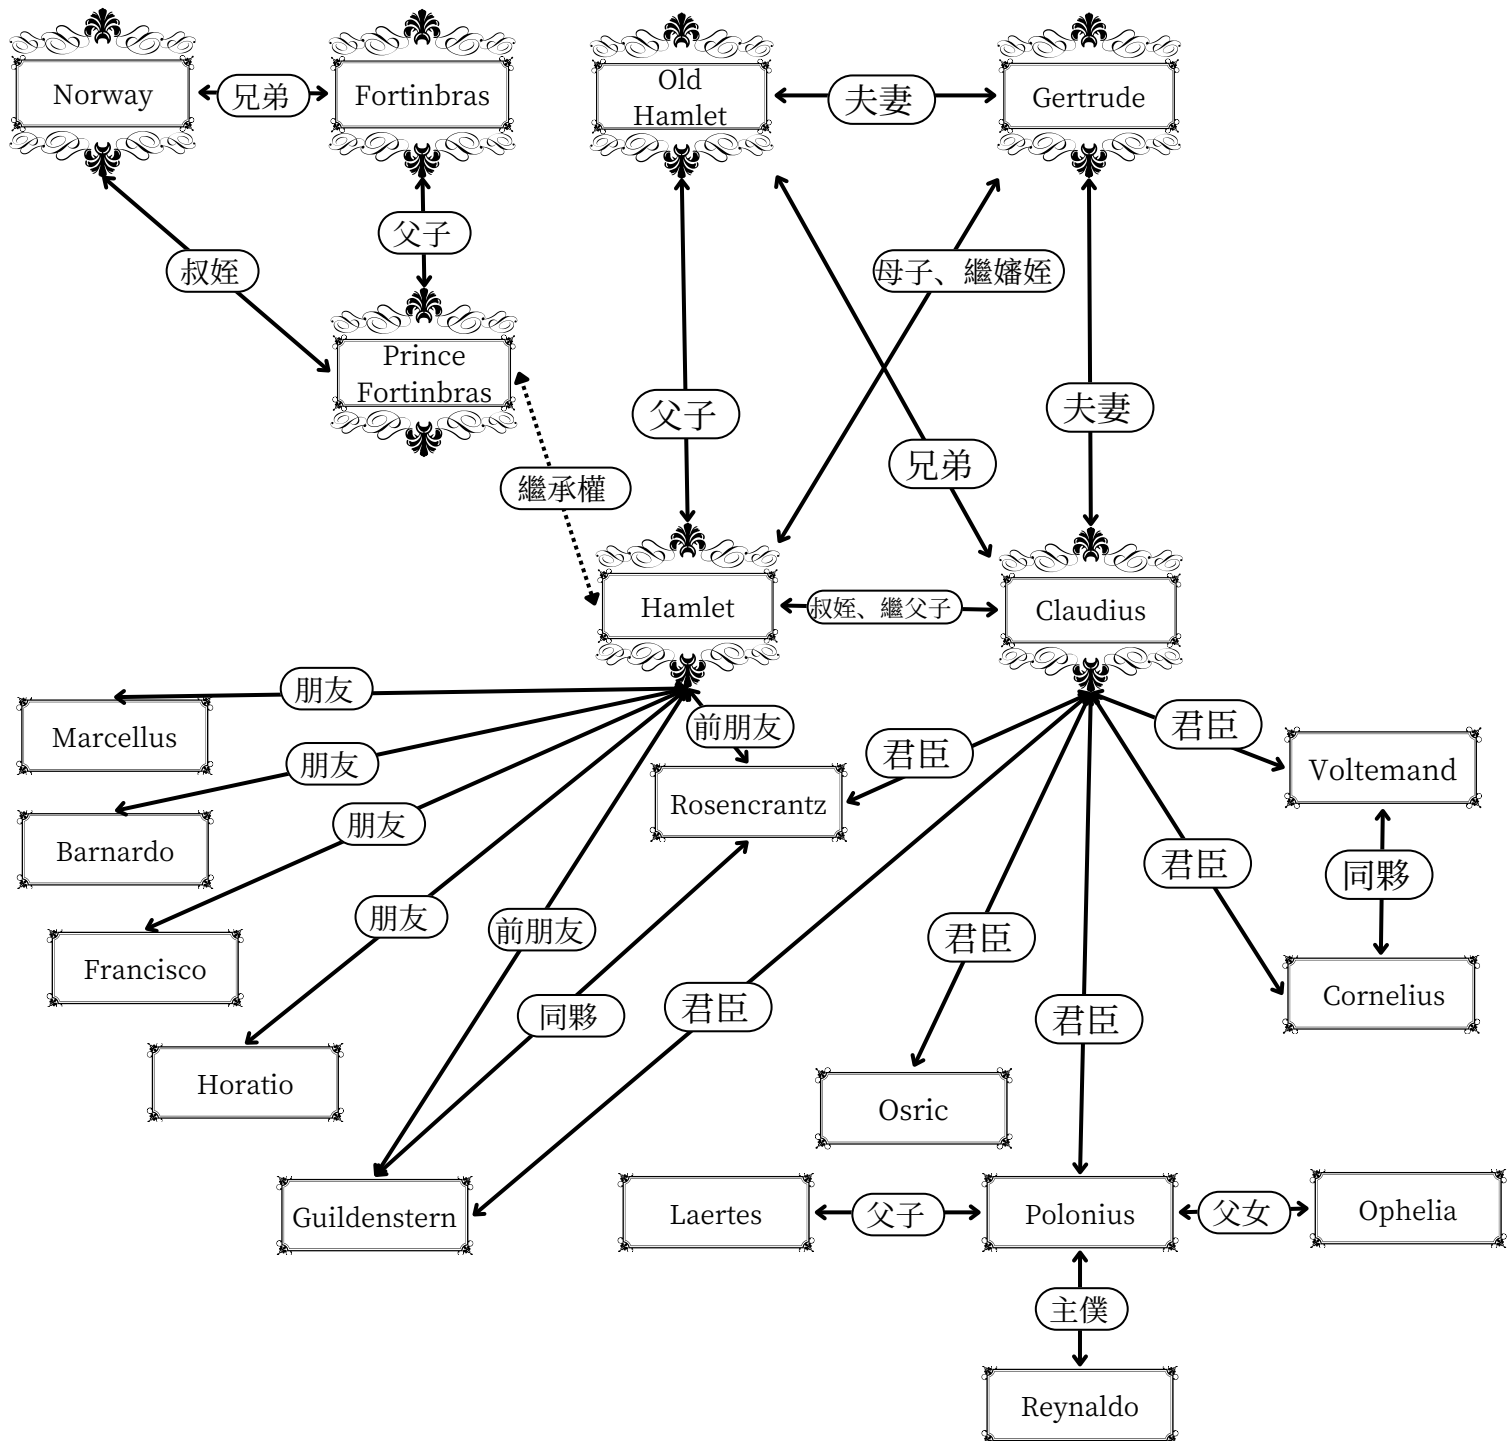 Norway
兄弟
Fortinbras
Old
Hamlet
夫妻
Gertrude
父子
叔姪
母子、繼嬸姪
Prince
Fortinbras
父子
夫妻
兄弟
繼承權
Hamlet
叔姪、繼父子
Claudius
朋友
前朋友
君臣
Marcellus
君臣
朋友
Voltemand
Rosencrantz
朋友
Barnardo
君臣
同夥
朋友
前朋友
君臣
Francisco
Cornelius
同夥
君臣
君臣
Horatio
Osric
Guildenstern
Laertes
父子
Polonius
父女
Ophelia
主僕
Reynaldo